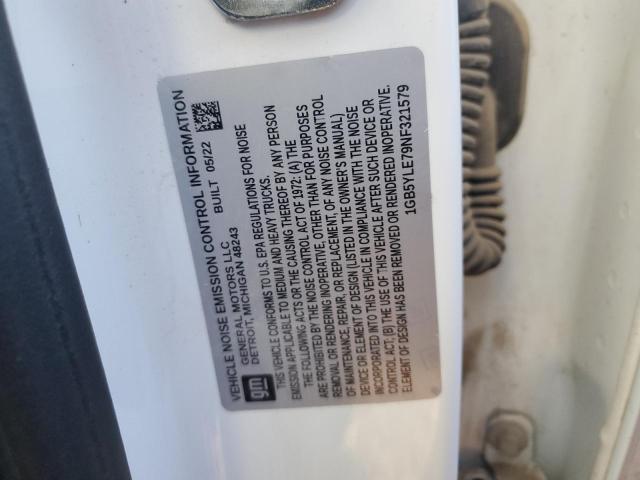 VEHICLE NOISE EMISSION CONTROL INFORMATION
GENERAL MOTORS LLC
DETROIT, MICHIGAN 48243
BUILT 05/22
gm
THIS VEHICLE CONFORMS TO U.S. EPA REGULATIONS FOR NOISE
EMISSION APPLICABLE TO MEDIUM AND HEAVY TRUCKS.
THE FOLLOWING ACTS OR THE CAUSING THEREOF BY ANY PERSON
ARE PROHIBITED BY THE NOISE CONTROL ACT OF 1972: (A) THE
REMOVAL OR RENDERING INOPERATIVE, OTHER THAN FOR PURPOSES
OF MAINTENANCE, REPAIR, OR REPLACEMENT, OF ANY NOISE CONTROL
DEVICE OR ELEMENT OF DESIGN (LISTED IN THE OWNER'S MANUAL)
INCORPORATED INTO THIS VEHICLE IN COMPLIANCE WITH THE NOISE
CONTROL ACT; (B) THE USE OF THIS VEHICLE AFTER SUCH DEVICE OR
ELEMENT OF DESIGN HAS BEEN REMOVED OR RENDERED INOPERATIVE.
1GB5YLE79NF321579